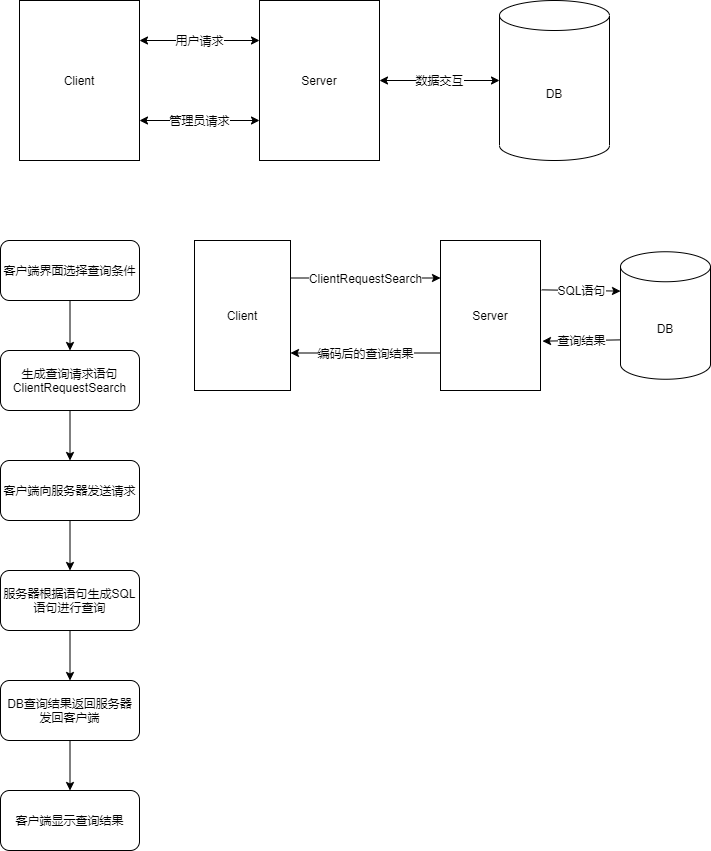 Client
用户请求
管理员请求
Server
数据交互
DB
客户端界面选择查询条件
生成查询请求语句
ClientRequestSearch
客户端向服务器发送请求
服务器根据语句生成SQL
语句进行查询
DB查询结果返回服务器
发回客户端
客户端显示查询结果
Client
ClientRequestSearch
编码后的查询结果
Server
SQL语句
查询结果
DB